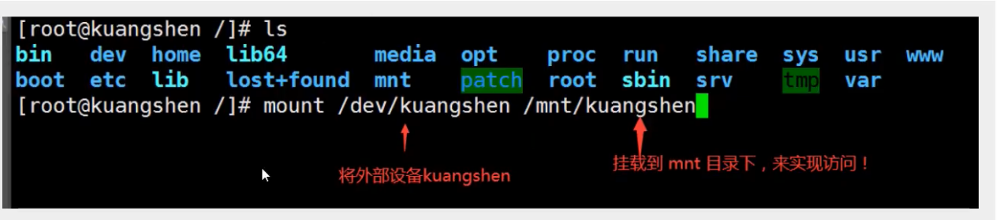 [root@kuangshen /]# ls
bin dev home lib64 media opt proc run share sys usr www
boot etc lib lost+found mnt patch root sbin srv tmp var
[root@kuangshen /]# mount /dev/kuangshen /mnt/kuangshen
将外部设备kuangshen
挂载到 mnt 目录下，来实现访问！